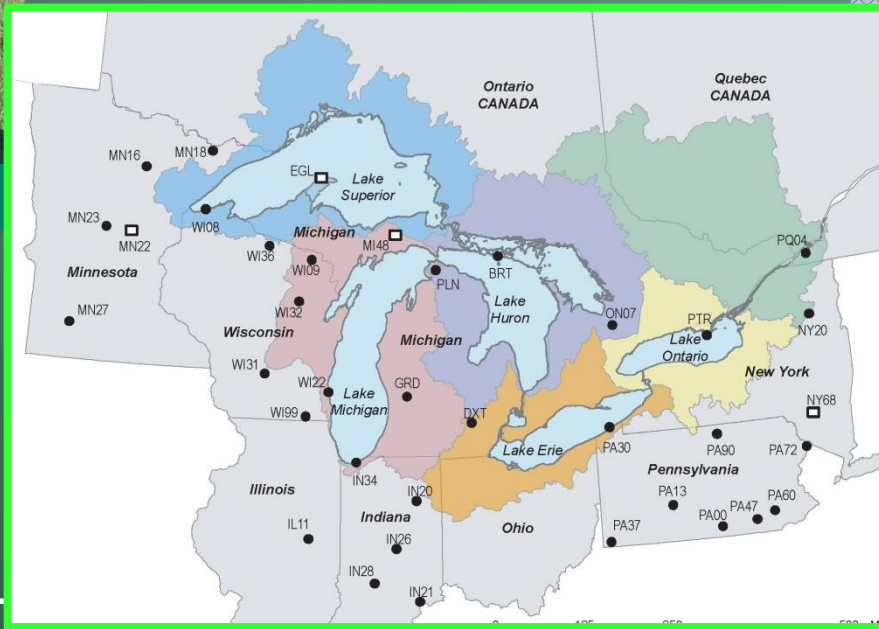 Ontario
CANADA
Quebec
CANADA
MN16
MN18
EGL
Lake
Superior
MN23
MN22
WI08
Michigan
MI48
WI36
WI09
PLN
BRT
PQ04
Minnesota
Lake
Huron
MN27
WI32
ON07
PTR
NY20
Wisconsin
Michigan
Lake
Ontario
New York
WI31
WI22
Lake
Michigan
GRD
WI99
DXT
NY68
Lake Erie
PA30
PA90
PA72
IN34
Pennsylvania
Illinois
IN20
PA13
PA47
PA60
Indiana
Ohio
PA00
IL11
IN26
PA37
IN28
IN21